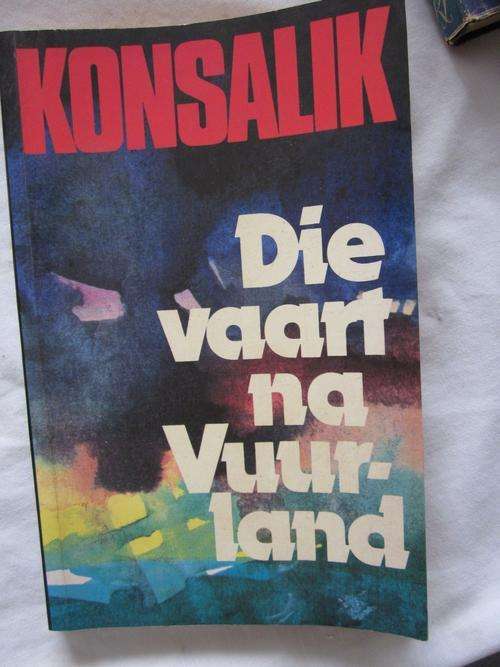 KONSALIK
Die
vaart
na
Vuur-
land